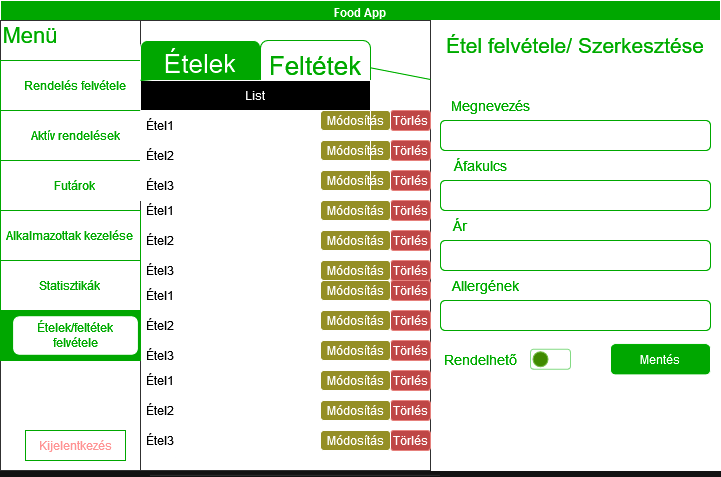 Food App
Menü
Rendelés felvétele
Aktív rendelések
Futárok
Alkalmazottak kezelése
Statisztikák
Ételek/feltétek
felvétele
Kijelentkezés
Ételek
Feltétek
List
Étel1 Módosítás Törlés
Étel2 Módosítás Törlés
Étel3 Módosítás Törlés
Étel1 Módosítás Törlés
Étel2 Módosítás Törlés
Étel3 Módosítás Törlés
Étel1 Módosítás Törlés
Étel2 Módosítás Törlés
Étel3 Módosítás Törlés
Étel1 Módosítás Törlés
Étel2 Módosítás Törlés
Étel3 Módosítás Törlés
Étel felvétele/ Szerkesztése
Megnevezés
Áfakulcs
Ár
Allergének
Rendelhető
Mentés